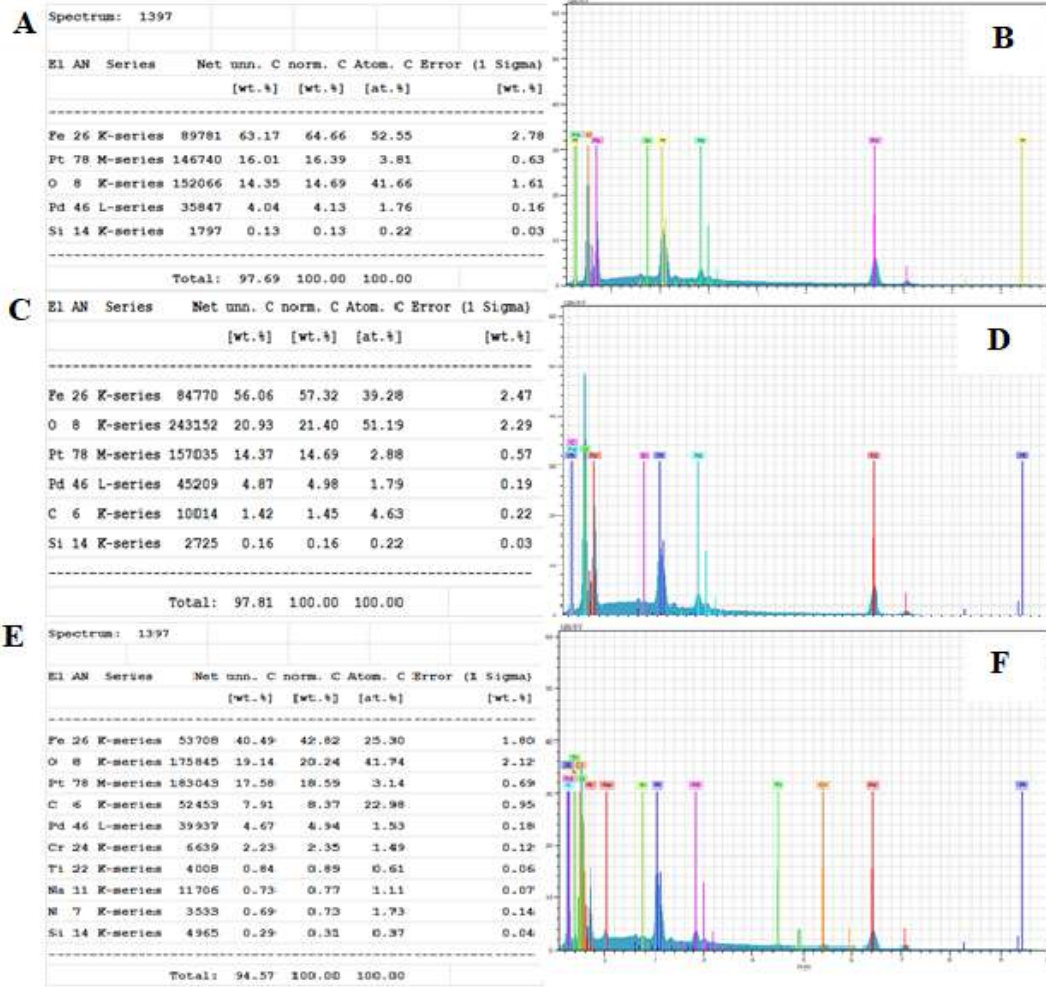 A
Spectrum: 1397
El AN Series Net unn. C norm. C Atom. C Error (1 Sigma)
[wt.%] [wt.%] [at.%] [wt.%]
Fe 26 K-series 89781 63.17 64.66 52.55 2.78
Pt 78 M-series 146740 16.01 16.39 3.81 0.63
O 8 K-series 152066 14.35 14.69 41.66 1.61
Pd 46 L-series 35847 4.04 4.13 1.76 0.16
Si 14 K-series 1797 0.13 0.13 0.22 0.03
Total: 97.69 100.00 100.00
B
C
El AN Series Net unn. C norm. C Atom. C Error (1 Sigma)
[wt.%] [wt.%] [at.%] [wt.%]
Fe 26 K-series 84770 56.06 57.32 39.28 2.47
O 8 K-series 243152 20.93 21.40 51.19 2.29
Pt 78 M-series 157035 14.37 14.69 2.88 0.57
Pd 46 L-series 45209 4.87 4.98 1.79 0.19
C 6 K-series 10014 1.42 1.45 4.63 0.22
Si 14 K-series 2725 0.16 0.16 0.22 0.03
Total: 97.81 100.00 100.00
D
E
Spectrum: 1397
El AN Series Net unn. C norm. C Atom. C Error (1 Sigma)
[wt.%] [wt.%] [at.%] [wt.%]
Fe 26 K-series 53708 40.49 42.82 25.30 1.80
O 8 K-series 175845 19.14 20.24 41.74 2.12
Pt 78 M-series 183043 17.58 18.59 3.14 0.69
C 6 K-series 52453 7.91 8.37 22.98 0.95
Pd 46 L-series 39937 4.67 4.94 1.53 0.18
Cr 24 K-series 6639 2.23 2.35 1.49 0.12
Ti 22 K-series 4008 0.84 0.89 0.61 0.06
Na 11 K-series 11706 0.73 0.77 1.11 0.07
N 7 K-series 3533 0.69 0.73 1.73 0.14
Si 14 K-series 4965 0.29 0.31 0.37 0.04
Total: 94.57 100.00 100.00
F